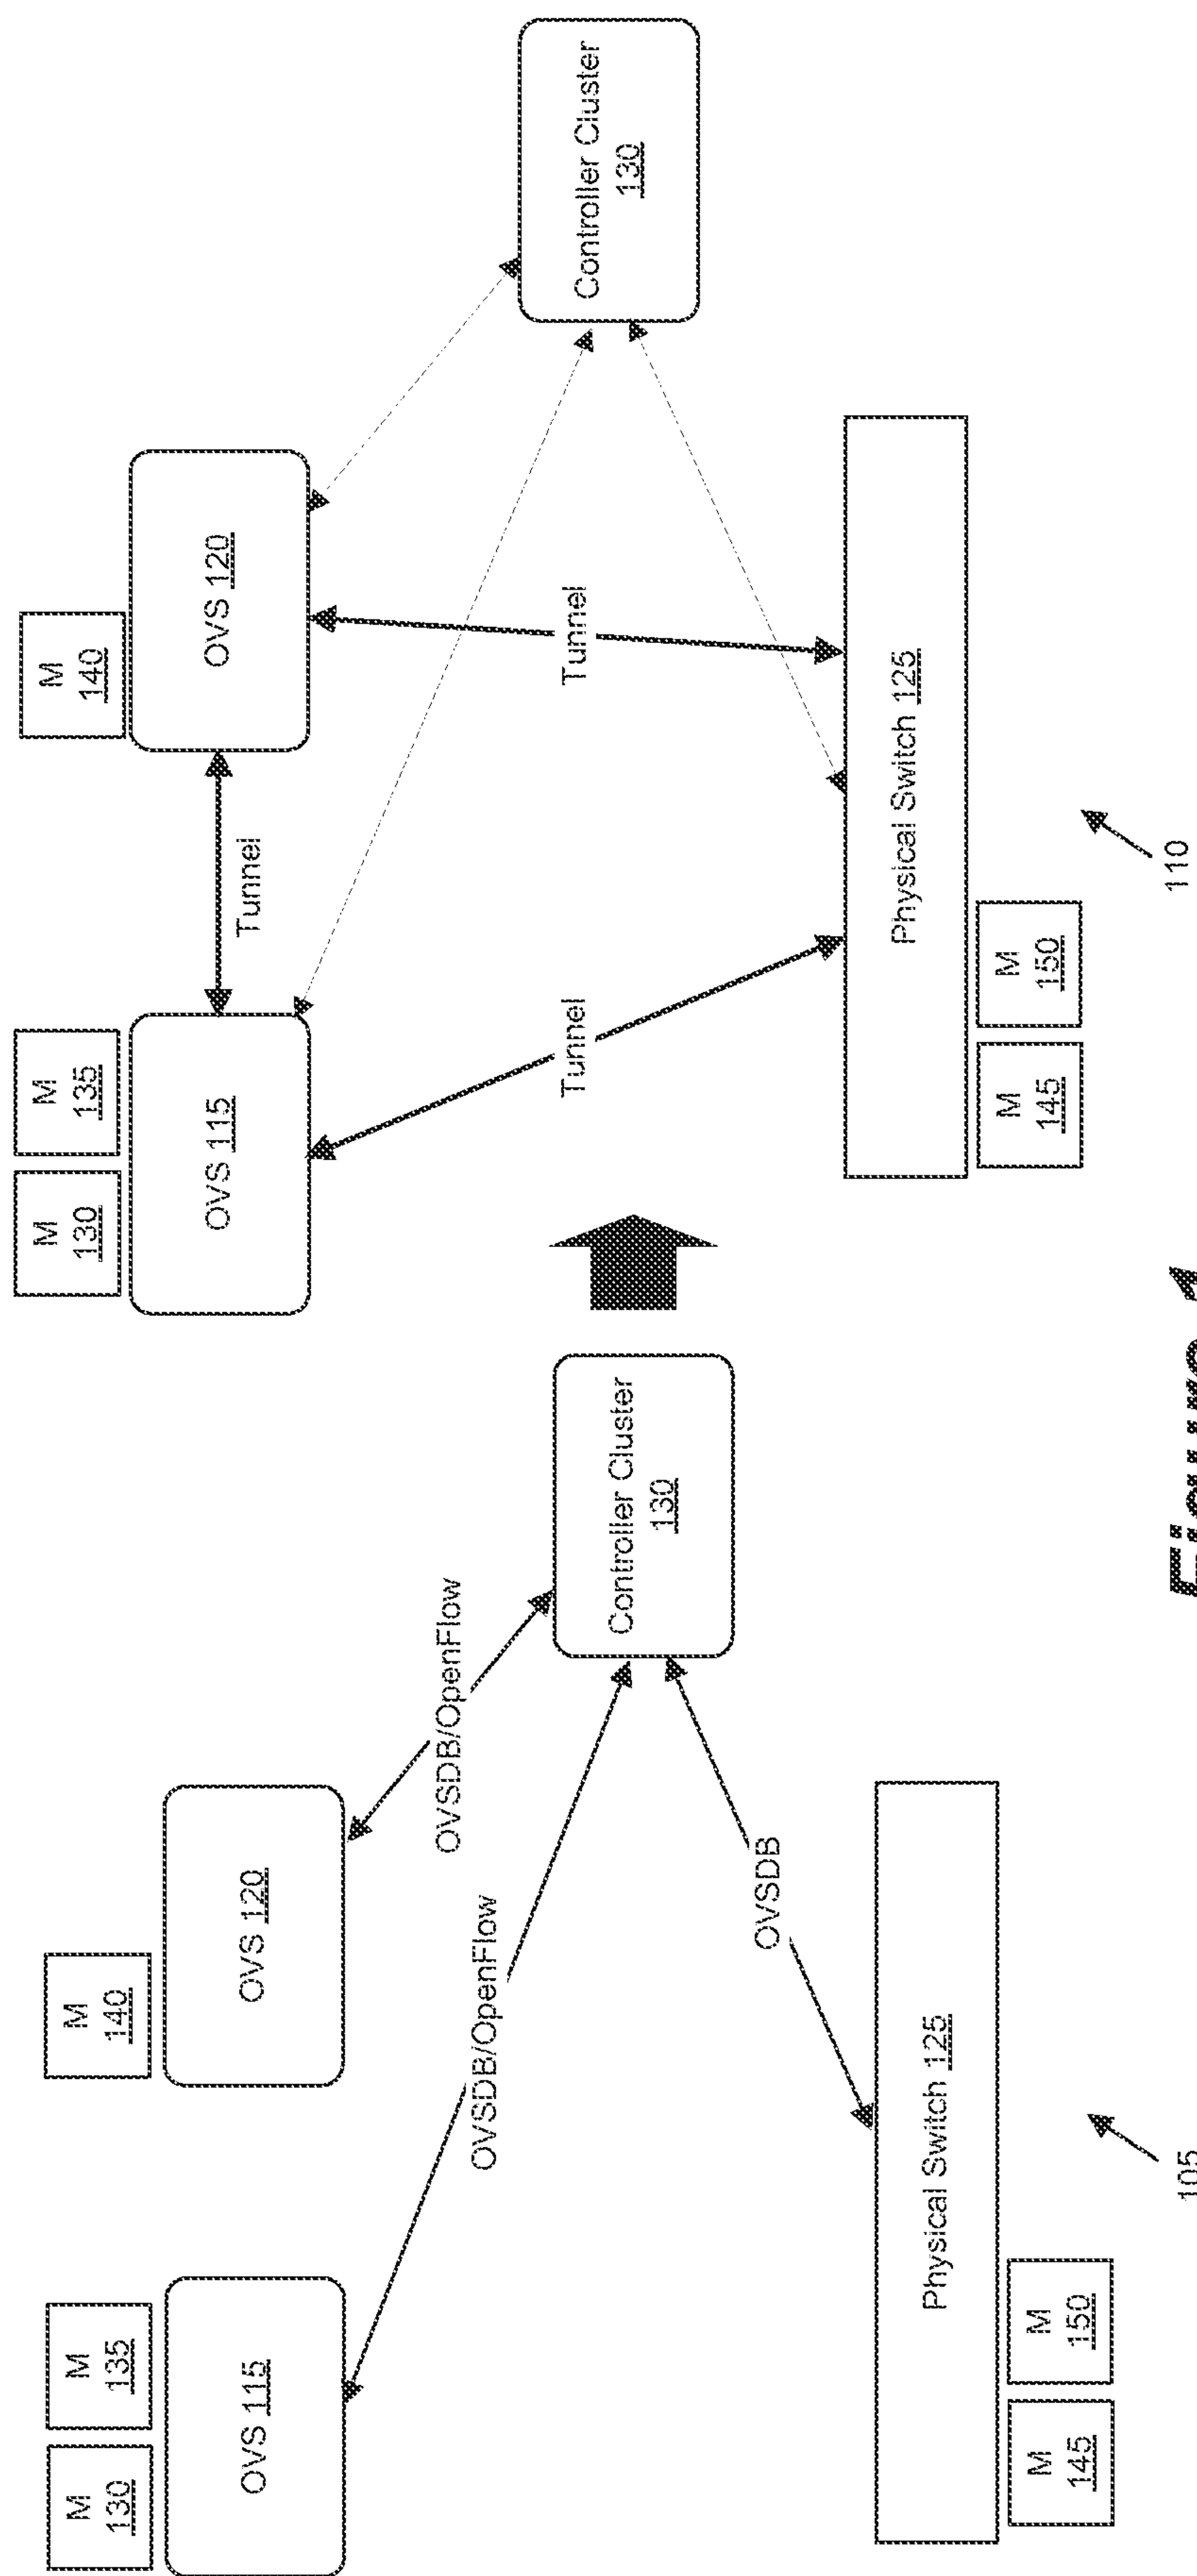 M
130
M
135
M
140
OVS 115
OVS 120
OVSDB/OpenFlow
OVSDB/OpenFlow
Controller Cluster
130
OVSDB
Physical Switch 125
M
145
M
150
105
M
130
M
135
M
140
OVS 115
Tunnel
OVS 120
Tunnel
Tunnel
Controller Cluster
130
Physical Switch 125
M
145
M
150
110
Figure 1